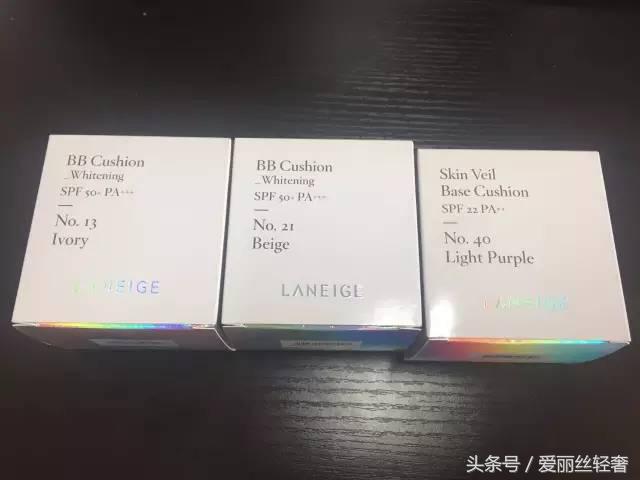 BB Cushion
_Whitening
SPF 50+ PA+++
No. 13
Ivory
LANEIGE
BB Cushion
_Whitening
SPF 50+ PA+++
No. 21
Beige
LANEIGE
Skin Veil
Base Cushion
SPF 22 PA++
No. 40
Light Purple
LANEIGE
头条号 / 爱丽丝轻奢